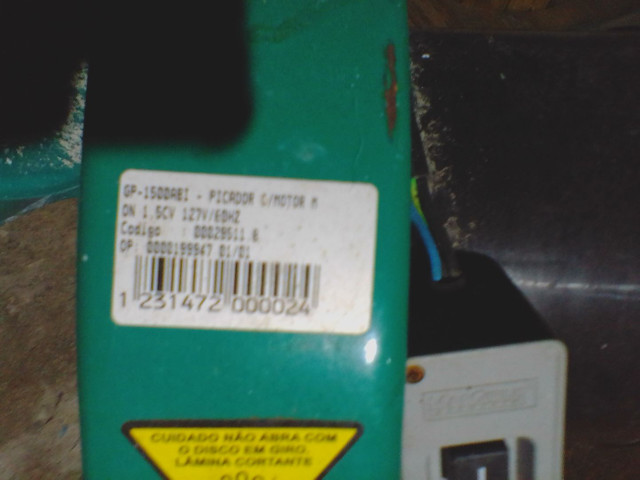 GP-1500ABI - PICADOR C/MOTOR M
ON 1.5CV 127V/60HZ
Codigo : 00029511 6
OP: 0000199947 01/01
1 231472 000024
CUIDADO NÃO ABRA COM
O DISCO EM GIRO.
LÂMINA CORTANTE